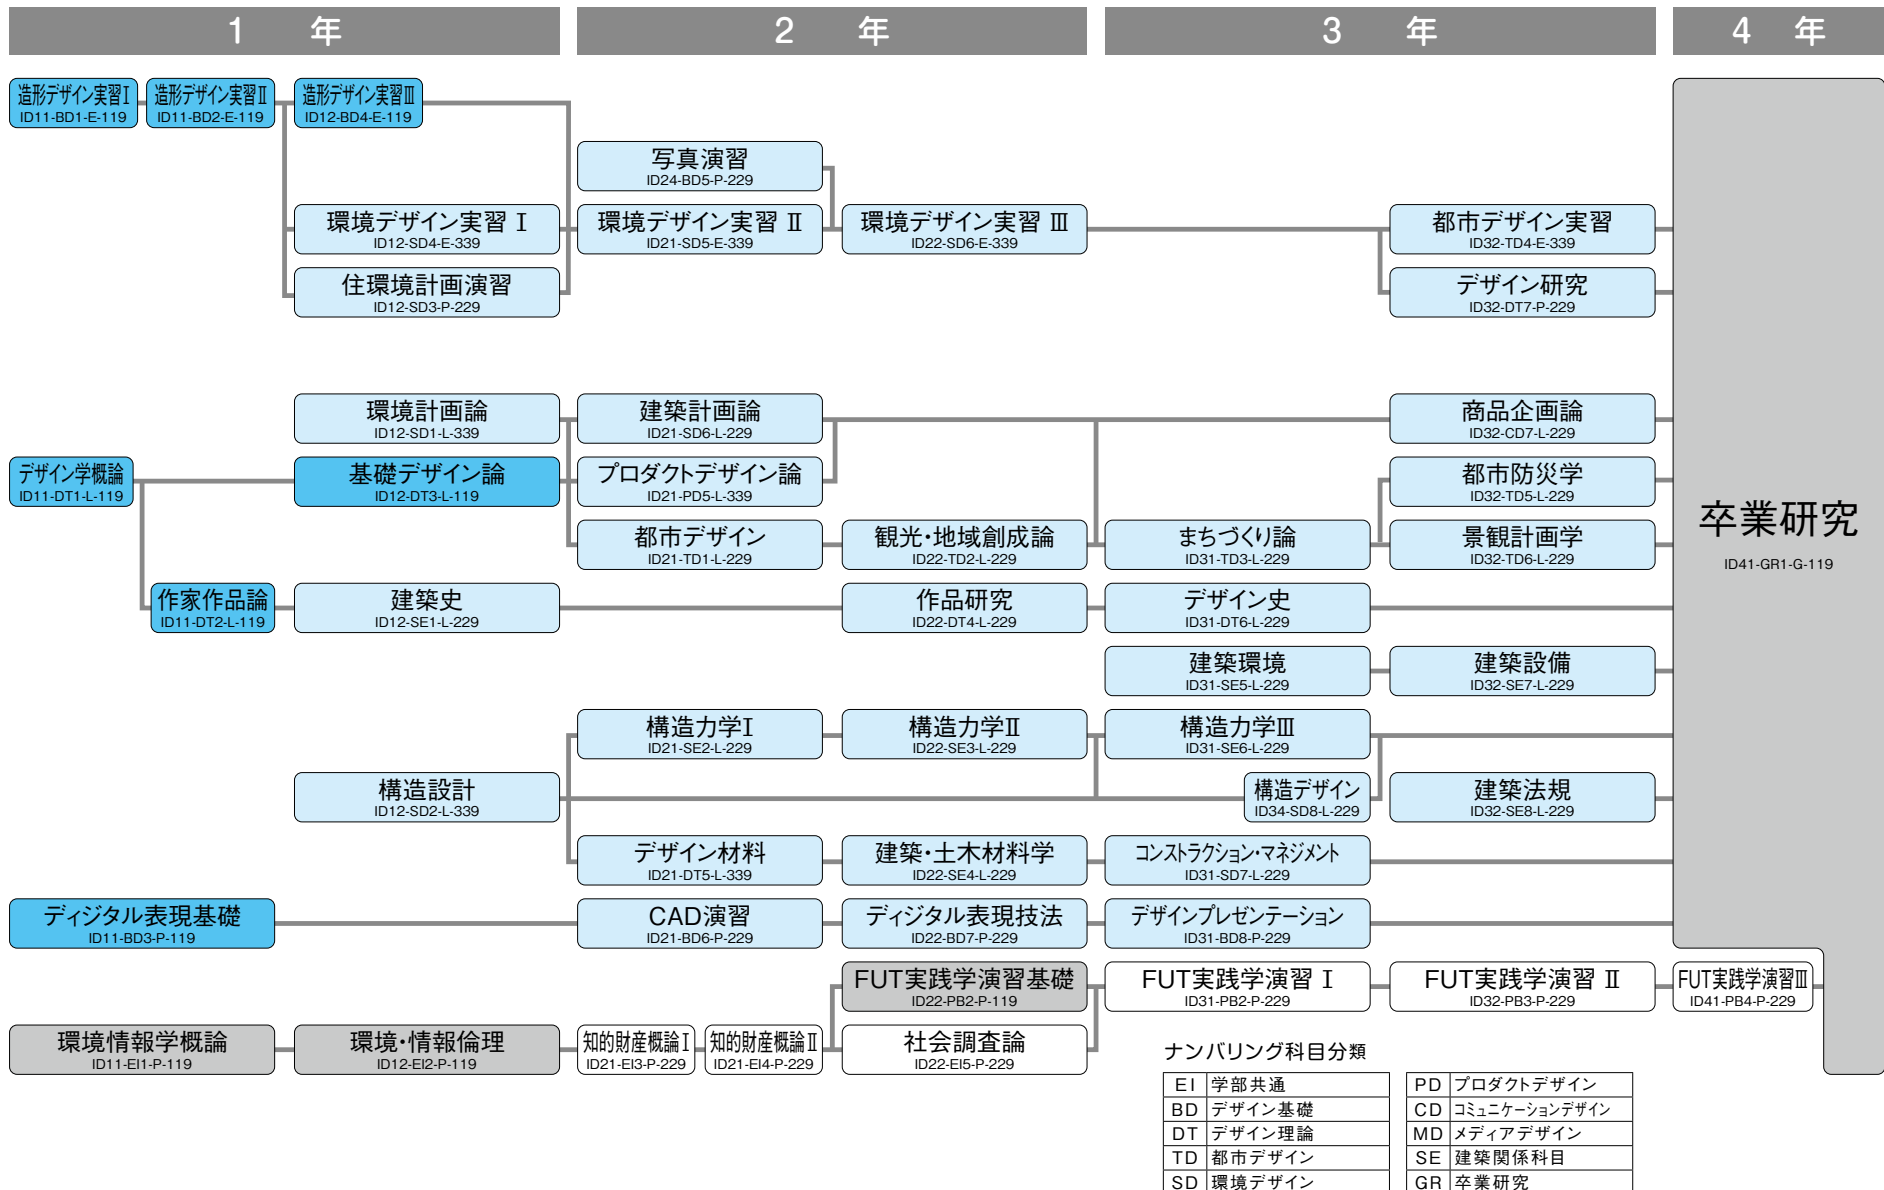 1 年
2 年
3 年
4 年
造形デザイン実習Ⅰ
ID11-BD1-E-119
造形デザイン実習Ⅱ
ID11-BD2-E-119
造形デザイン実習Ⅲ
ID12-BD4-E-119
写真演習
ID24-BD5-P-229
環境デザイン実習 Ⅰ
ID12-SD4-E-339
環境デザイン実習 Ⅱ
ID21-SD5-E-339
環境デザイン実習 Ⅲ
ID22-SD6-E-339
都市デザイン実習
ID32-TD4-E-339
住環境計画演習
ID12-SD3-P-229
デザイン研究
ID32-DT7-P-229
環境計画論
ID12-SD1-L-339
建築計画論
ID21-SD6-L-229
商品企画論
ID32-CD7-L-229
デザイン学概論
ID11-DT1-L-119
基礎デザイン論
ID12-DT3-L-119
プロダクトデザイン論
ID21-PD5-L-339
都市防災学
ID32-TD5-L-229
都市デザイン
ID21-TD1-L-229
観光・地域創成論
ID22-TD2-L-229
まちづくり論
ID31-TD3-L-229
景観計画学
ID32-TD6-L-229
卒業研究
ID41-GR1-G-119
作家作品論
ID11-DT2-L-119
建築史
ID12-SE1-L-229
作品研究
ID22-DT4-L-229
デザイン史
ID31-DT6-L-229
建築環境
ID31-SE5-L-229
建築設備
ID32-SE7-L-229
構造力学Ⅰ
ID21-SE2-L-229
構造力学Ⅱ
ID22-SE3-L-229
構造力学Ⅲ
ID31-SE6-L-229
構造設計
ID12-SD2-L-339
構造デザイン
ID34-SD8-L-229
建築法規
ID32-SE8-L-229
デザイン材料
ID21-DT5-L-339
建築・土木材料学
ID22-SE4-L-229
コンストラクション・マネジメント
ID31-SD7-L-229
ディジタル表現基礎
ID11-BD3-P-119
CAD演習
ID21-BD6-P-229
ディジタル表現技法
ID22-BD7-P-229
デザインプレゼンテーション
ID31-BD8-P-229
FUT実践学演習基礎
ID22-PB2-P-119
FUT実践学演習 Ⅰ
ID31-PB2-P-229
FUT実践学演習 Ⅱ
ID32-PB3-P-229
FUT実践学演習Ⅲ
ID41-PB4-P-229
環境情報学概論
ID11-EI1-P-119
環境・情報倫理
ID12-EI2-P-119
知的財産概論Ⅰ
ID21-EI3-P-229
知的財産概論Ⅱ
ID21-EI4-P-229
社会調査論
ID22-EI5-P-229
ナンバリング科目分類
EI 学部共通
BD デザイン基礎
DT デザイン理論
TD 都市デザイン
SD 環境デザイン
PD プロダクトデザイン
CD コミュニケーションデザイン
MD メディアデザイン
SE 建築関係科目
GR 卒業研究